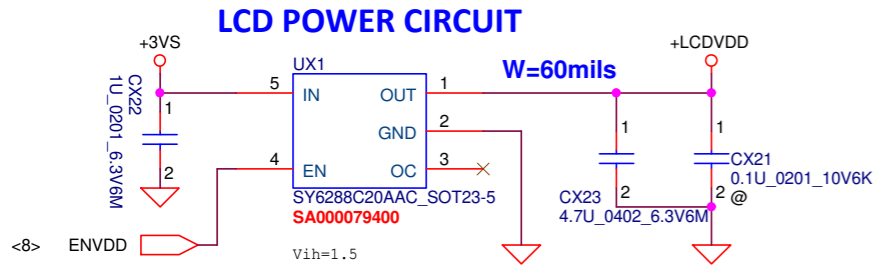 LCD POWER CIRCUIT
+3VS
+LCDVDD
UX1
W=60mils
CX22
1U_0201_6.3V6M
1
2
5
IN
OUT
1
GND
2
4
EN
OC
3
1
2
1
2
SY6288C20AAC_SOT23-5
SA000079400
CX23
4.7U_0402_6.3V6M
CX21
0.1U_0201_10V6K
@
<8>
ENVDD
Vih=1.5